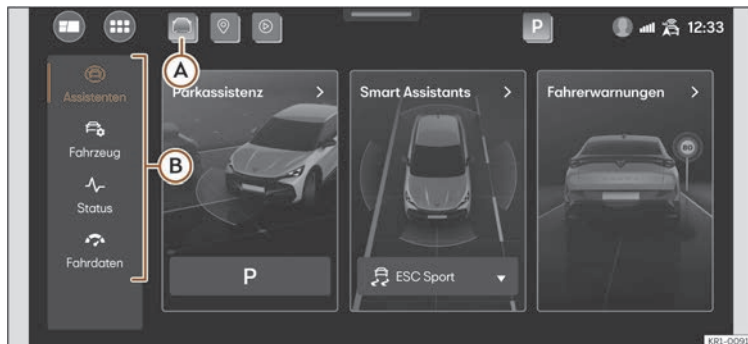 P
12:33
A
Assistenten
Fahrzeug
Status
Fahrdaten
B
Parkassistenz
P
Smart Assistants
ESC Sport
Fahrerwarnungen
80
KR1-0091